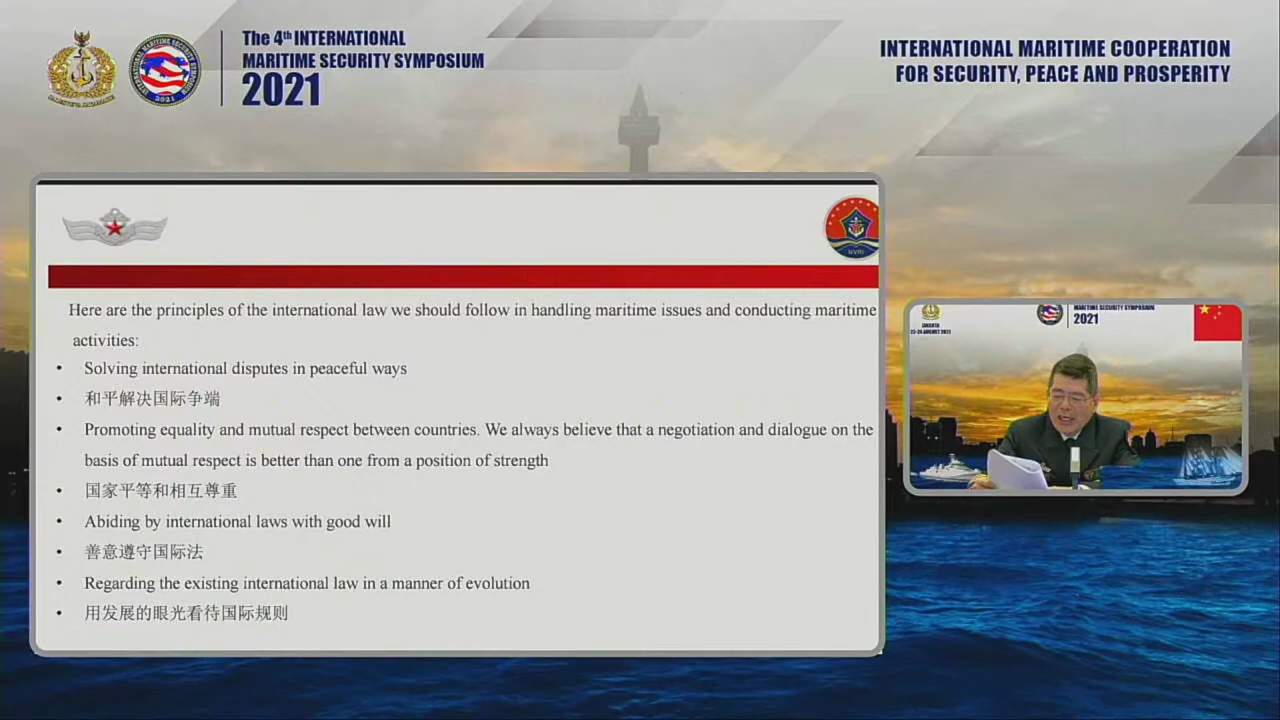 The 4th INTERNATIONAL
MARITIME SECURITY SYMPOSIUM
2021
INTERNATIONAL MARITIME COOPERATION
FOR SECURITY, PEACE AND PROSPERITY
INTERNATIONAL MARITIME SECURITY SYMPOSIUM
2021
Here are the principles of the international law we should follow in handling maritime issues and conducting maritime
activities:
• Solving international disputes in peaceful ways
• 和平解决国际争端
• Promoting equality and mutual respect between countries. We always believe that a negotiation and dialogue on the
basis of mutual respect is better than one from a position of strength
• 国家平等和相互尊重
• Abiding by international laws with good will
• 善意遵守国际法
• Regarding the existing international law in a manner of evolution
• 用发展的眼光看待国际规则
JAKARTA
MARITIME SECURITY SYMPOSIUM
2021